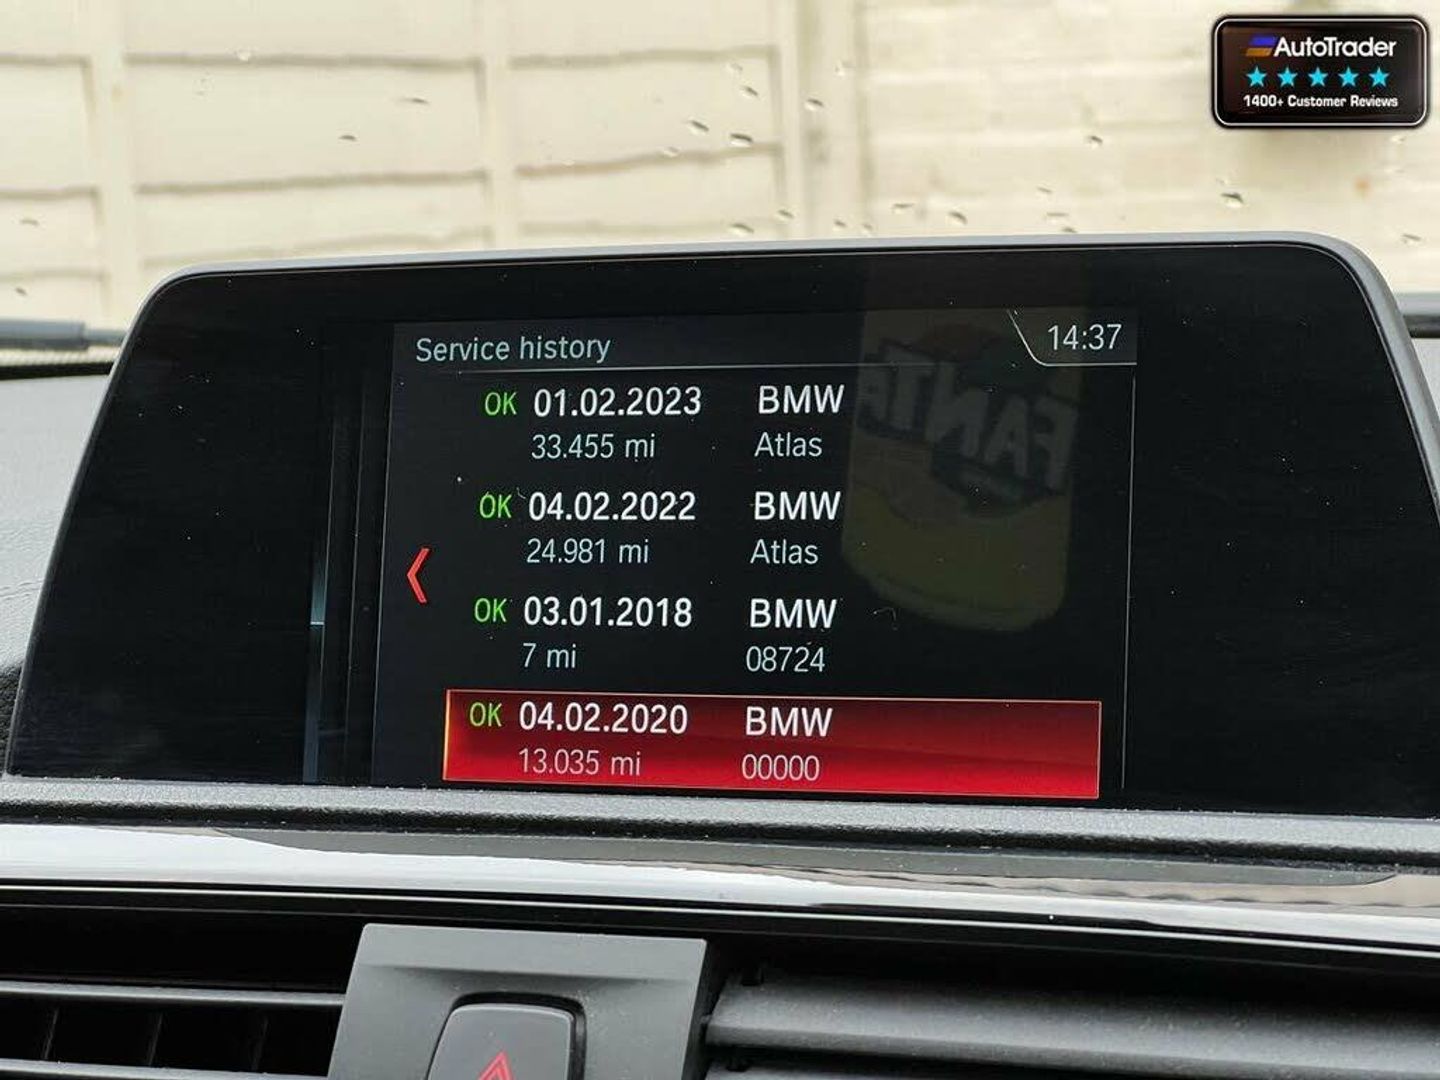 AutoTrader
1400+ Customer Reviews
Service history 14:37
OK 01.02.2023 BMW
33.455 mi Atlas
OK 04.02.2022 BMW
24.981 mi Atlas
OK 03.01.2018 BMW
7 mi 08724
OK 04.02.2020 BMW
13.035 mi 00000
FANTA